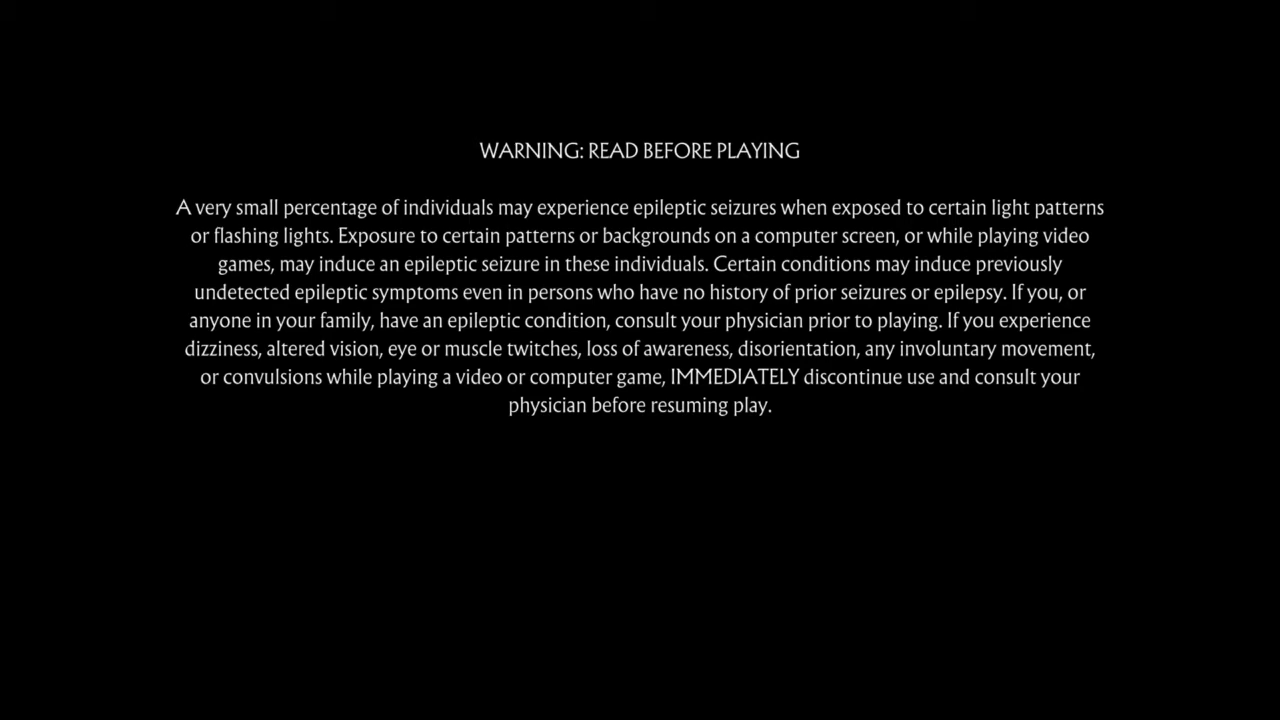 WARNING: READ BEFORE PLAYING
A very small percentage of individuals may experience epileptic seizures when exposed to certain light patterns
or flashing lights. Exposure to certain patterns or backgrounds on a computer screen, or while playing video
games, may induce an epileptic seizure in these individuals. Certain conditions may induce previously
undetected epileptic symptoms even in persons who have no history of prior seizures or epilepsy. If you, or
anyone in your family, have an epileptic condition, consult your physician prior to playing. If you experience
dizziness, altered vision, eye or muscle twitches, loss of awareness, disorientation, any involuntary movement,
or convulsions while playing a video or computer game, IMMEDIATELY discontinue use and consult your
physician before resuming play.